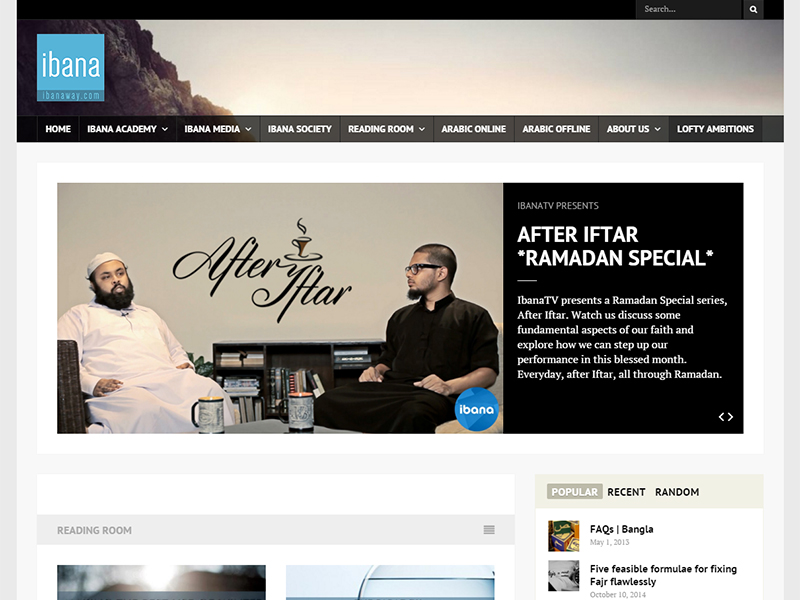 Search...
ibana
ibanaway.com
HOME
IBANA ACADEMY
IBANA MEDIA
IBANA SOCIETY
READING ROOM
ARABIC ONLINE
ARABIC OFFLINE
ABOUT US
LOFTY AMBITIONS
After Iftar
ibana
IBANATV PRESENTS
AFTER IFTAR
*RAMADAN SPECIAL*
IbanaTV presents a Ramadan Special series,
After Iftar. Watch us discuss some
fundamental aspects of our faith and
explore how we can step up our
performance in this blessed month.
Everyday, after Iftar, all through Ramadan.
READING ROOM
POPULAR RECENT RANDOM
FAQs | Bangla
May 1, 2013
Five feasible formulae for fixing
Fajr flawlessly
October 10, 2014